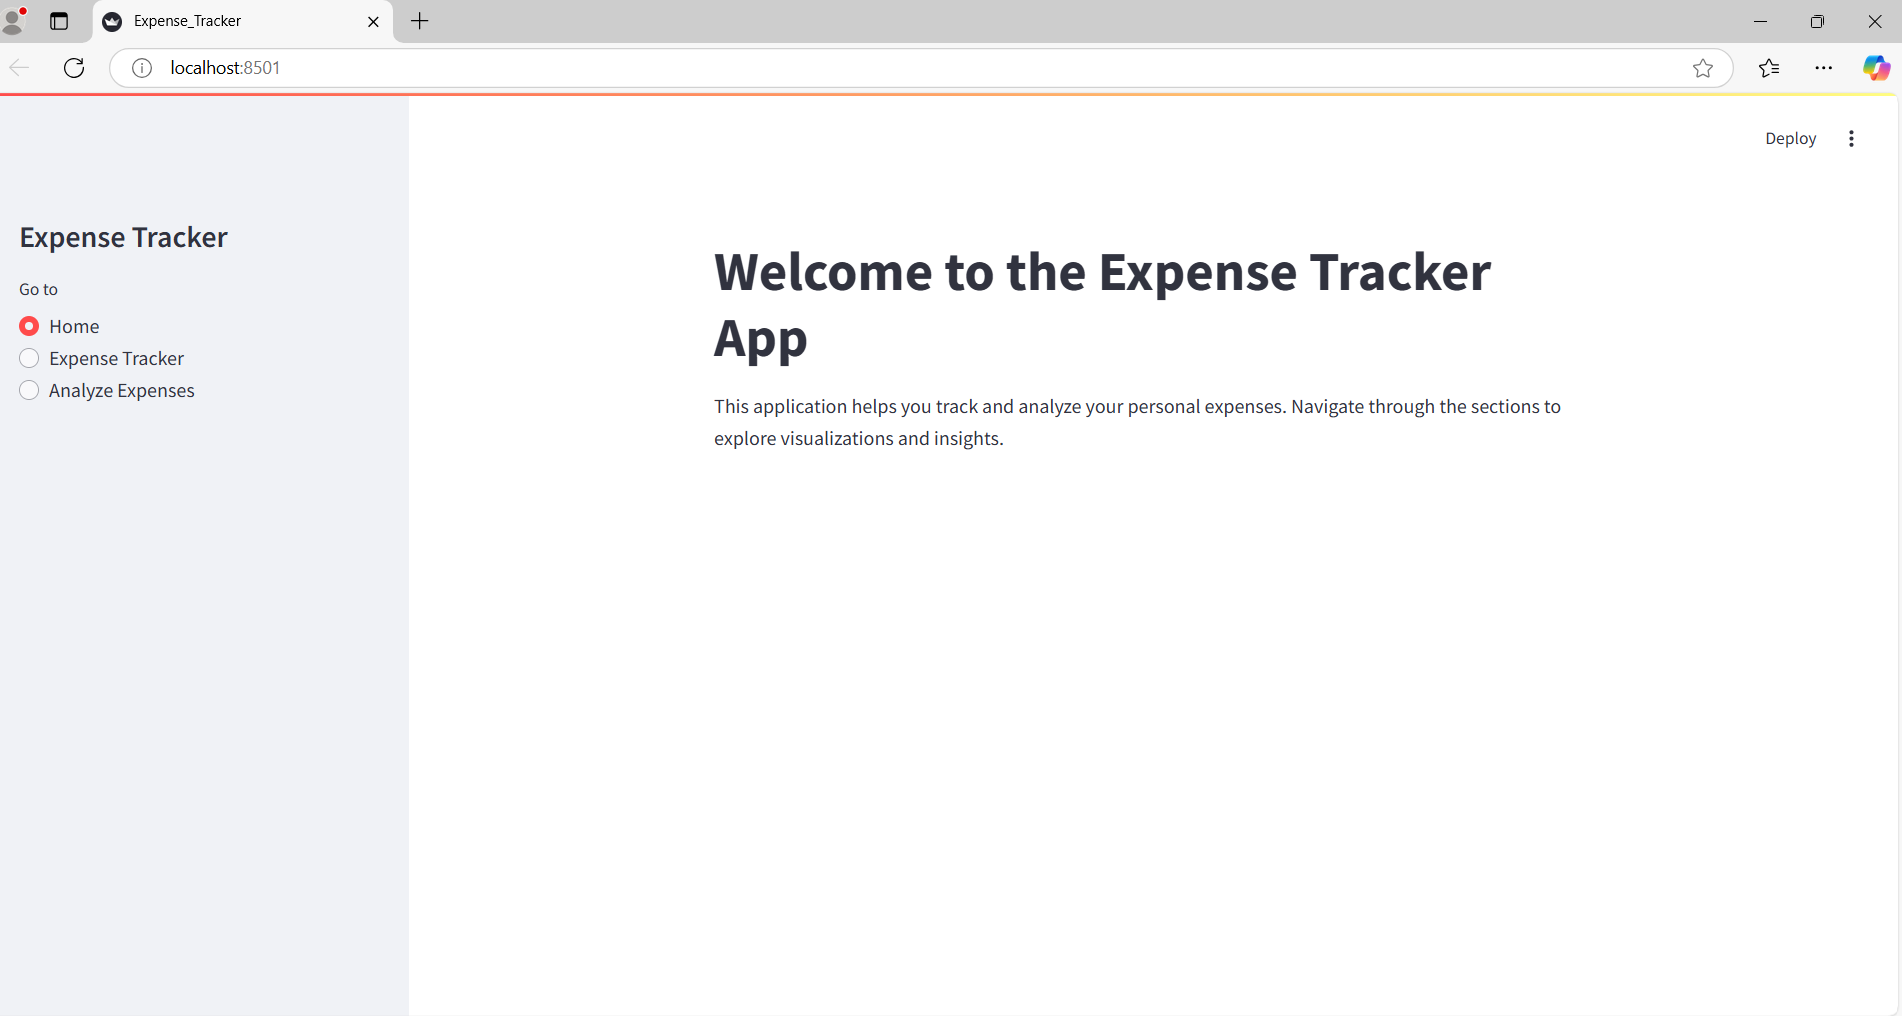 Expense_Tracker
localhost:8501
Deploy
Expense Tracker
Go to
Home
Expense Tracker
Analyze Expenses
Welcome to the Expense Tracker
App
This application helps you track and analyze your personal expenses. Navigate through the sections to
explore visualizations and insights.